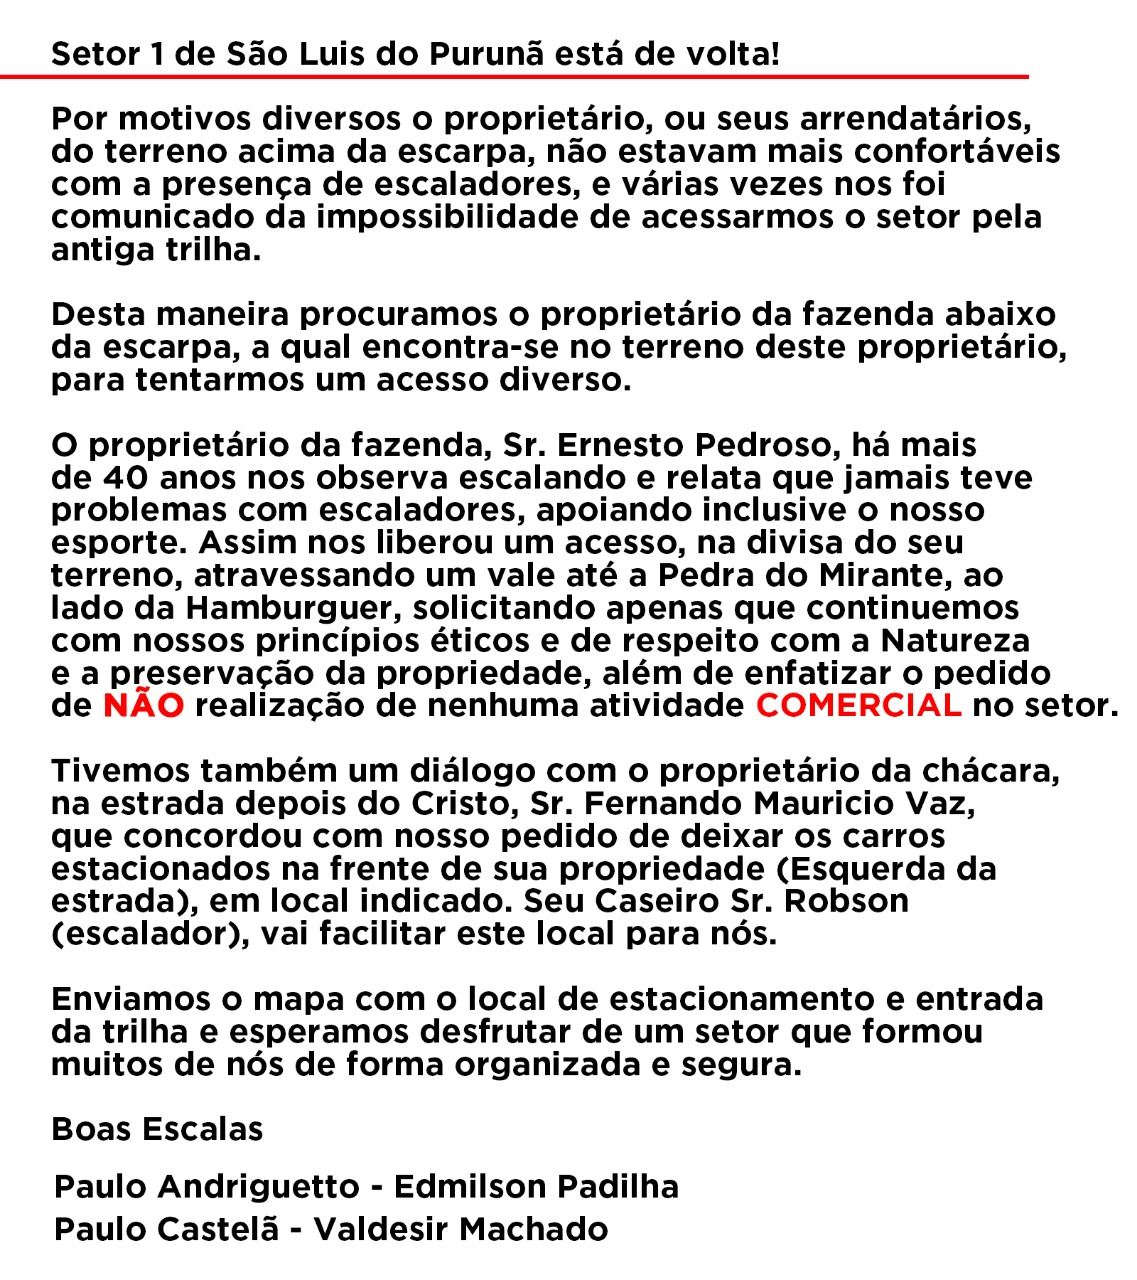 Setor 1 de São Luis do Purunã está de volta!
Por motivos diversos o proprietário, ou seus arrendatários,
do terreno acima da escarpa, não estavam mais confortáveis
com a presença de escaladores, e várias vezes nos foi
comunicado da impossibilidade de acessarmos o setor pela
antiga trilha.
Desta maneira procuramos o proprietário da fazenda abaixo
da escarpa, a qual encontra-se no terreno deste proprietário,
para tentarmos um acesso diverso.
O proprietário da fazenda, Sr. Ernesto Pedroso, há mais
de 40 anos nos observa escalando e relata que jamais teve
problemas com escaladores, apoiando inclusive o nosso
esporte. Assim nos liberou um acesso, na divisa do seu
terreno, atravessando um vale até a Pedra do Mirante, ao
lado da Hamburguer, solicitando apenas que continuemos
com nossos princípios éticos e de respeito com a Natureza
e a preservação da propriedade, além de enfatizar o pedido
de NÃO realização de nenhuma atividade COMERCIAL no setor.
Tivemos também um diálogo com o proprietário da chácara,
na estrada depois do Cristo, Sr. Fernando Mauricio Vaz,
que concordou com nosso pedido de deixar os carros
estacionados na frente de sua propriedade (Esquerda da
estrada), em local indicado. Seu Caseiro Sr. Robson
(escalador), vai facilitar este local para nós.
Enviamos o mapa com o local de estacionamento e entrada
da trilha e esperamos desfrutar de um setor que formou
muitos de nós de forma organizada e segura.
Boas Escalas
Paulo Andriguetto - Edmilson Padilha
Paulo Castelã - Valdesir Machado